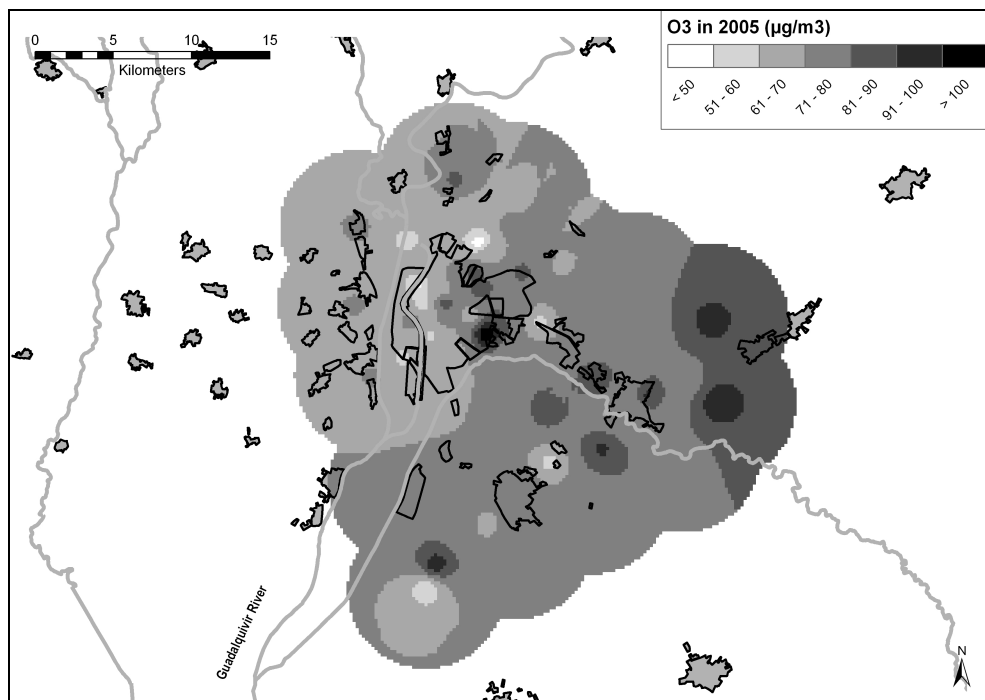 0 5 10 15
Kilometers
O3 in 2005 (µg/m3)
< 50
51 - 60
61 - 70
71 - 80
81 - 90
91 - 100
> 100
Guadalquivir River
N